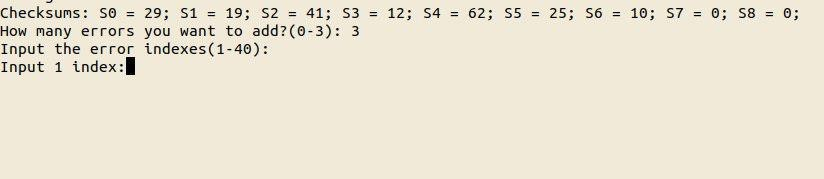 Checksums: S0 = 29; S1 = 19; S2 = 41; S3 = 12; S4 = 62; S5 = 25; S6 = 10; S7 = 0; S8 = 0;
How many errors you want to add?(0-3): 3
Input the error indexes(1-40):
Input 1 index: